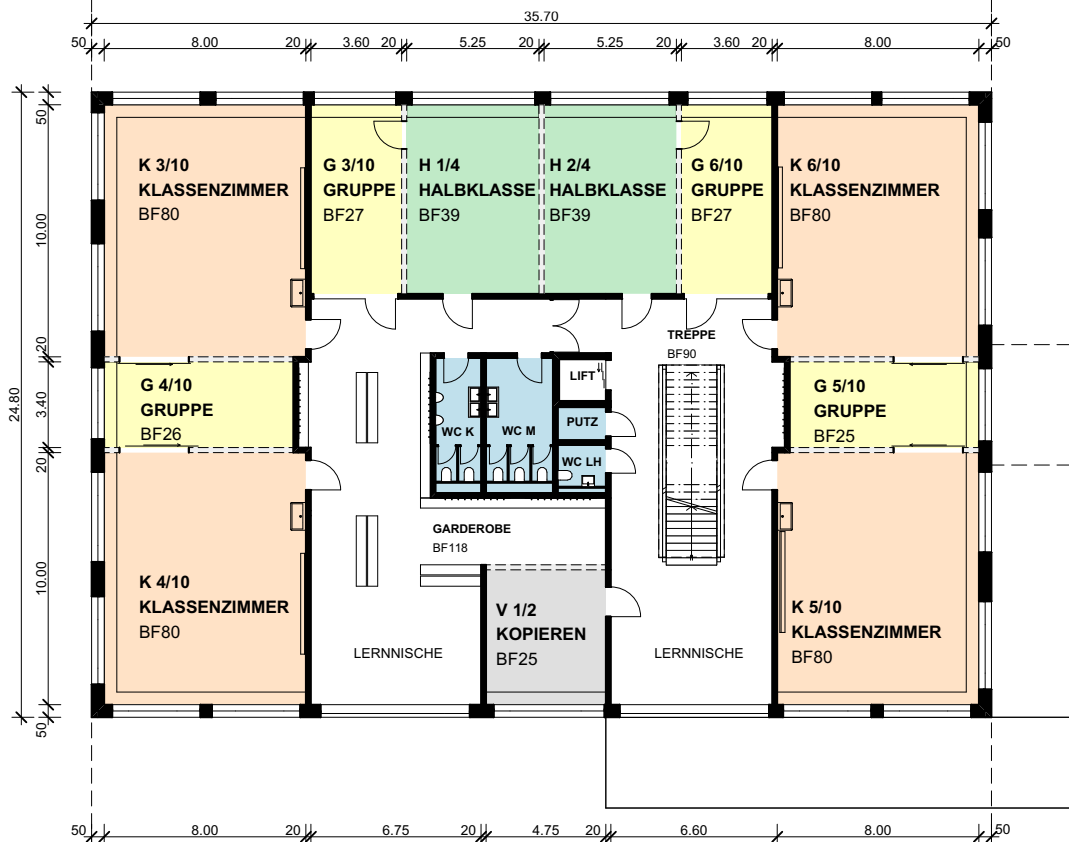 35.70
50 8.00 20 3.60 20 5.25 20 5.25 20 3.60 20 8.00 50
24.80
50
10.00
20
3.40
20
10.00
50
K 3/10
KLASSENZIMMER
BF80
G 3/10
GRUPPE
BF27
H 1/4
HALBKLASSE
BF39
H 2/4
HALBKLASSE
BF39
G 6/10
GRUPPE
BF27
K 6/10
KLASSENZIMMER
BF80
TREPPE
BF90
G 4/10
GRUPPE
BF26
WC K
WC M
LIFT
PUTZ
WC LH
G 5/10
GRUPPE
BF25
GARDEROBE
BF118
K 4/10
KLASSENZIMMER
BF80
V 1/2
KOPIEREN
BF25
K 5/10
KLASSENZIMMER
BF80
LERNNISCHE
LERNNISCHE
50 8.00 20 6.75 20 4.75 20 6.60 8.00 50